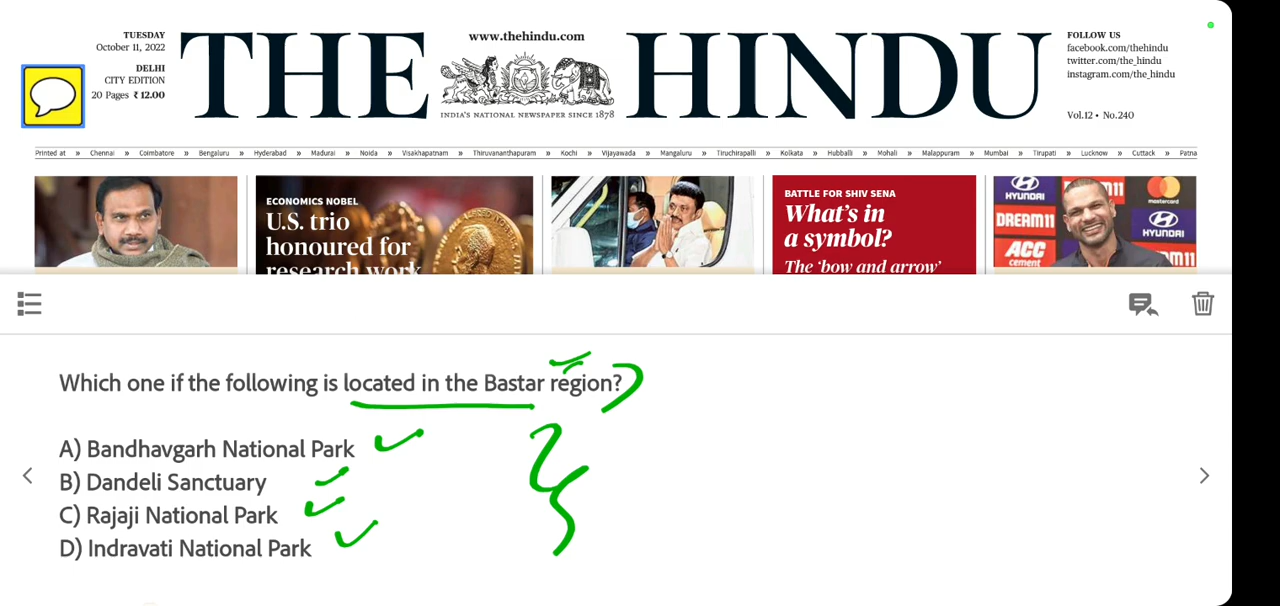 TUESDAY
October 11, 2022
DELHI
CITY EDITION
20 Pages ₹ 12.00
THE HINDU
www.thehindu.com
INDIA'S NATIONAL NEWSPAPER SINCE 1878
FOLLOW US
facebook.com/thehindu
twitter.com/the_hindu
instagram.com/the_hindu
Vol.12 • No.240
Printed at » Chennai » Coimbatore » Bengaluru » Hyderabad » Madurai » Noida » Visakhapatnam » Thiruvananthapuram » Kochi » Vijayawada » Mangaluru » Tiruchirapalli » Kolkata » Hubballi » Mohali » Malappuram » Mumbai » Tirupati » Lucknow » Cuttack » Patna
ECONOMICS NOBEL
U.S. trio
honoured for
research work
BATTLE FOR SHIV SENA
What's in
a symbol?
The 'bow and arrow'
HYUNDAI
mastercard
DREAM11
HYUNDAI
ACC
cement
Which one if the following is located in the Bastar region?
A) Bandhavgarh National Park
B) Dandeli Sanctuary
C) Rajaji National Park
D) Indravati National Park